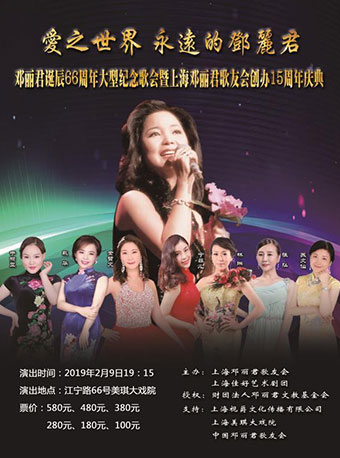 愛之世界 永遠的鄧麗君
邓丽君诞辰66周年大型纪念歌会暨上海邓丽君歌友会创办15周年庆典
演出时间：2019年2月9日19：15
演出地点：江宁路66号美琪大戏院
票价：580元、480元、380元
280元、180元、100元
主办：上海邓丽君歌友会
上海佳好艺术剧团
授权：财团法人邓丽君文教基金会
支持：上海视爵文化传播有限公司
上海美琪大戏院
中国邓丽君歌友会